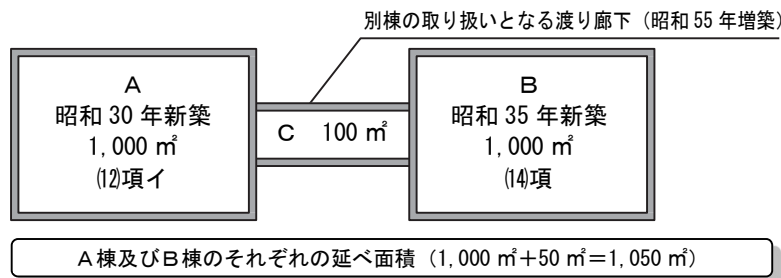 別棟の取り扱いとなる渡り廊下（昭和55年増築）
A
昭和30年新築
1,000㎡
⑿項イ
C 100㎡
B
昭和35年新築
1,000㎡
⒁項
A棟及びB棟のそれぞれの延べ面積（1,000㎡＋50㎡＝1,050㎡）